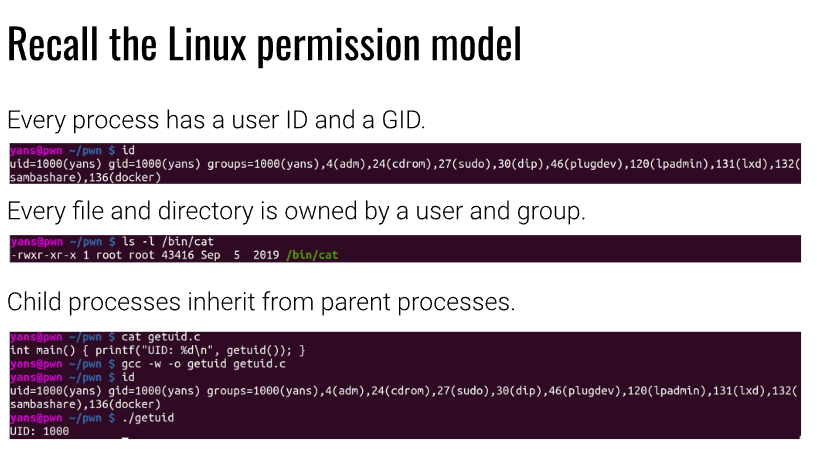 Recall the Linux permission model
Every process has a user ID and a GID.
yans@pwn ~/pwn $ id
uid=1000(yans) gid=1000(yans) groups=1000(yans),4(adm),24(cdrom),27(sudo),30(dip),46(plugdev),120(lpadmin),131(lxd),132(
sambashare),136(docker)
Every file and directory is owned by a user and group.
yans@pwn ~/pwn $ ls -l /bin/cat
-rwxr-xr-x 1 root root 43416 Sep  5  2019 /bin/cat
Child processes inherit from parent processes.
yans@pwn ~/pwn $ cat getuid.c
int main() { printf("UID: %d\n", getuid()); }
yans@pwn ~/pwn $ gcc -w -o getuid getuid.c
yans@pwn ~/pwn $ id
uid=1000(yans) gid=1000(yans) groups=1000(yans),4(adm),24(cdrom),27(sudo),30(dip),46(plugdev),120(lpadmin),131(lxd),132(
sambashare),136(docker)
yans@pwn ~/pwn $ ./getuid
UID: 1000